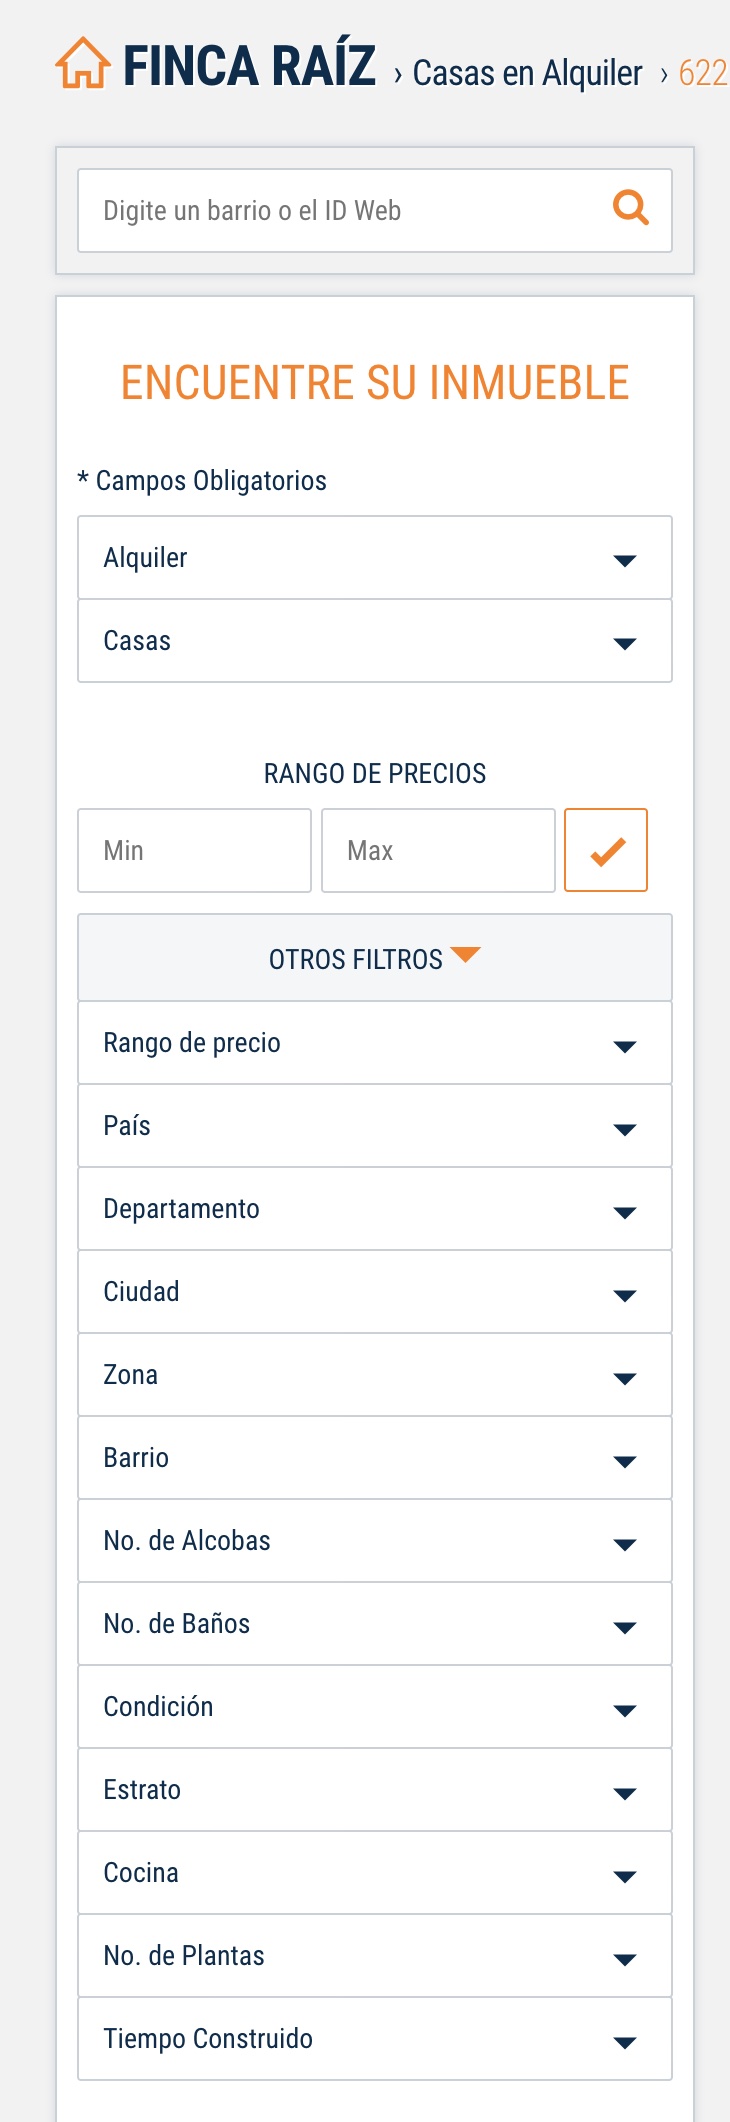 FINCA RAÍZ › Casas en Alquiler › 622
Digite un barrio o el ID Web
ENCUENTRE SU INMUEBLE
* Campos Obligatorios
Alquiler
Casas
RANGO DE PRECIOS
Min Max
OTROS FILTROS
Rango de precio
País
Departamento
Ciudad
Zona
Barrio
No. de Alcobas
No. de Baños
Condición
Estrato
Cocina
No. de Plantas
Tiempo Construido